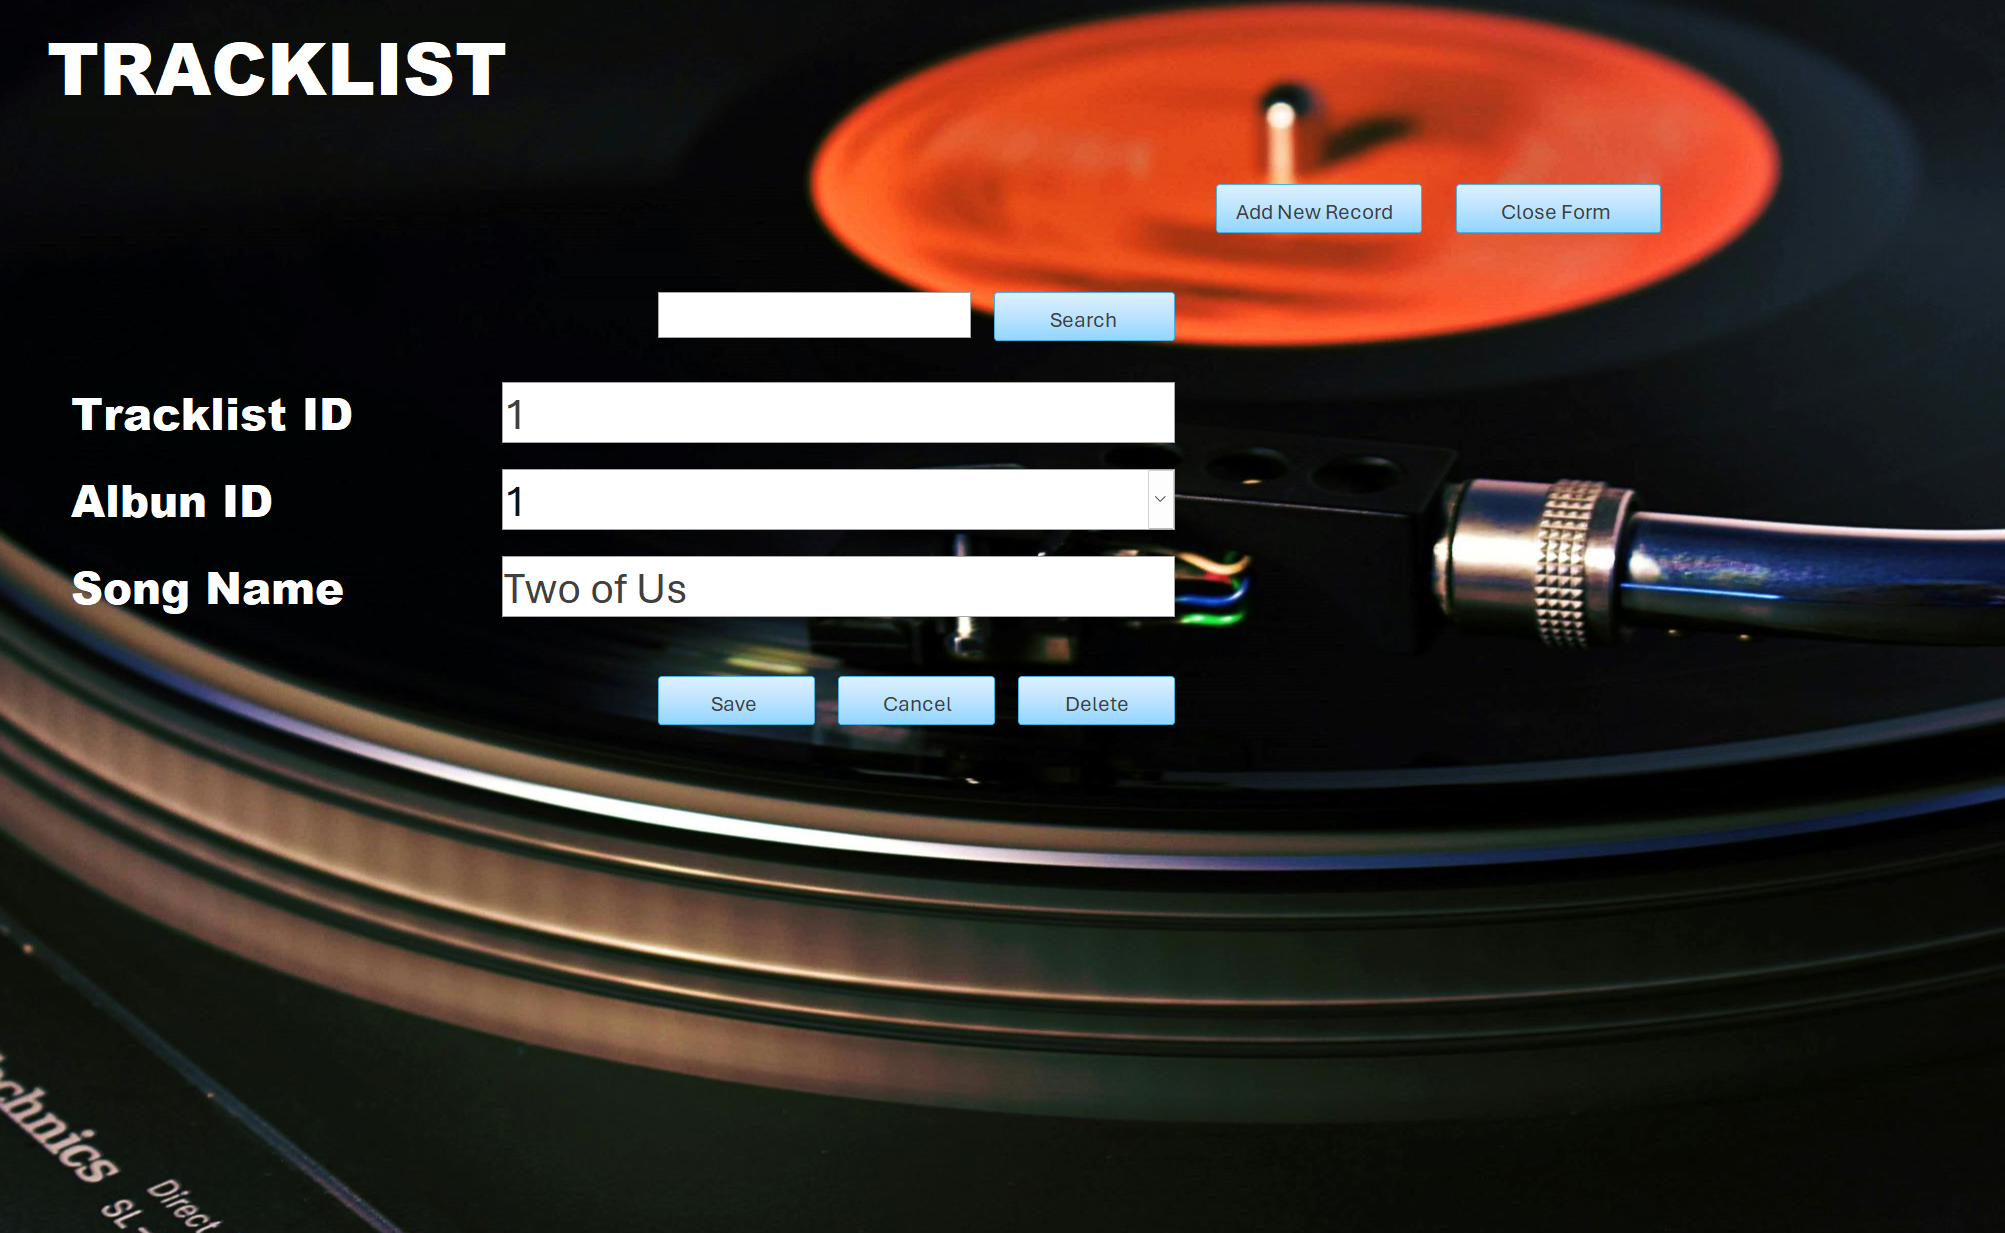 TRACKLIST
Add New Record
Close Form
Search
Tracklist ID
1
Albun ID
1
Song Name
Two of Us
Save
Cancel
Delete
Direct